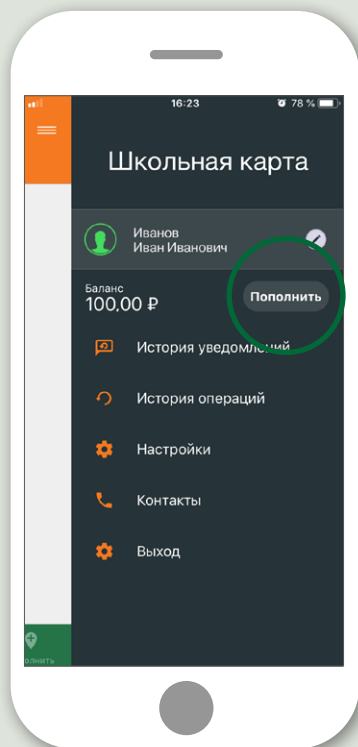 16:23
78 %
Школьная карта
Иванов
Иван Иванович
Баланс
100,00 ₽
Пополнить
История уведомлений
История операций
Настройки
Контакты
Выход
олнить